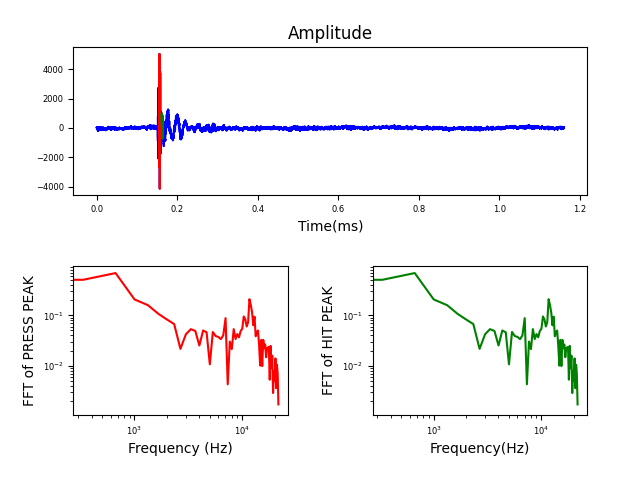 Amplitude
4000
2000
0
−2000
−4000
0.0 0.2 0.4 0.6 0.8 1.0 1.2
Time(ms)
FFT of PRESS PEAK
10⁻¹
10⁻²
10³ 10⁴
Frequency (Hz)
FFT of HIT PEAK
10⁻¹
10⁻²
10³ 10⁴
Frequency(Hz)